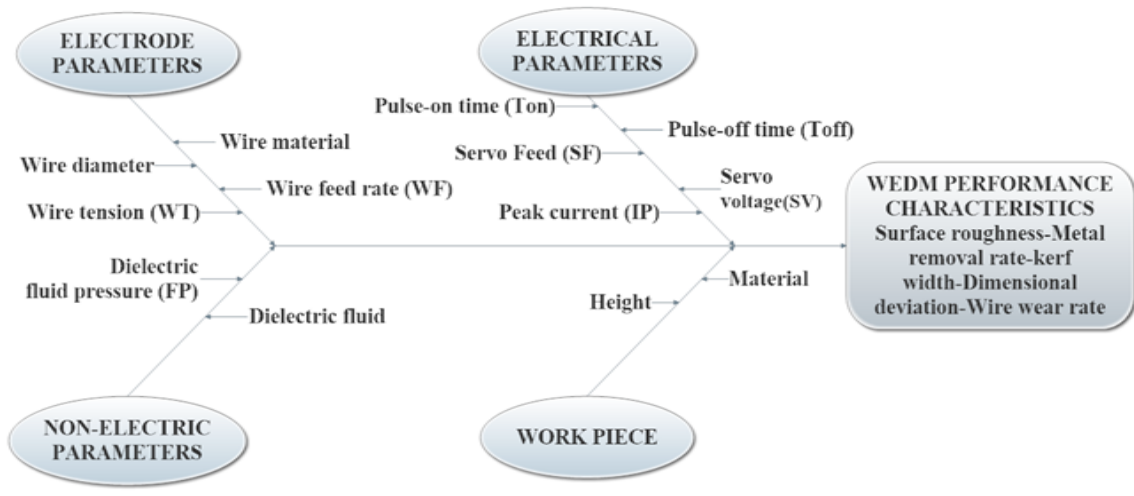 ELECTRODE
PARAMETERS
ELECTRICAL
PARAMETERS
Pulse-on time (Ton)
Pulse-off time (Toff)
Wire material
Servo Feed (SF)
Wire diameter
Wire feed rate (WF)
Servo
voltage(SV)
Wire tension (WT)
Peak current (IP)
WEDM PERFORMANCE
CHARACTERISTICS
Surface roughness-Metal
removal rate-kerf
width-Dimensional
deviation-Wire wear rate
Dielectric
fluid pressure (FP)
Material
Height
Dielectric fluid
NON-ELECTRIC
PARAMETERS
WORK PIECE